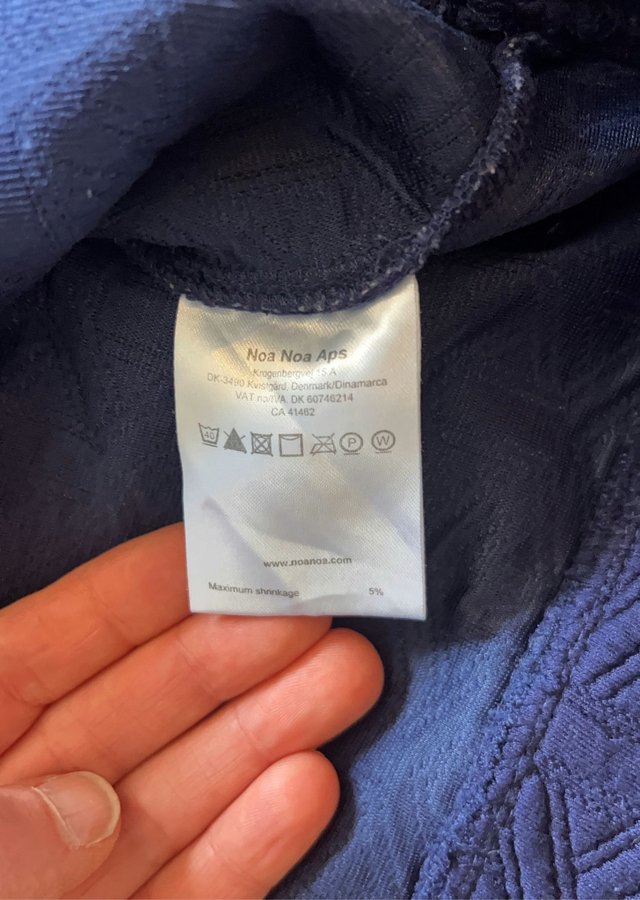 Noa Noa Aps
Krogenbergvej 15 A
DK-3490 Kvistgård, Denmark/Dinamarca
VAT no/IVA. DK 60746214
CA 41462
40 P W
www.noanoa.com
Maximum shrinkage 5%